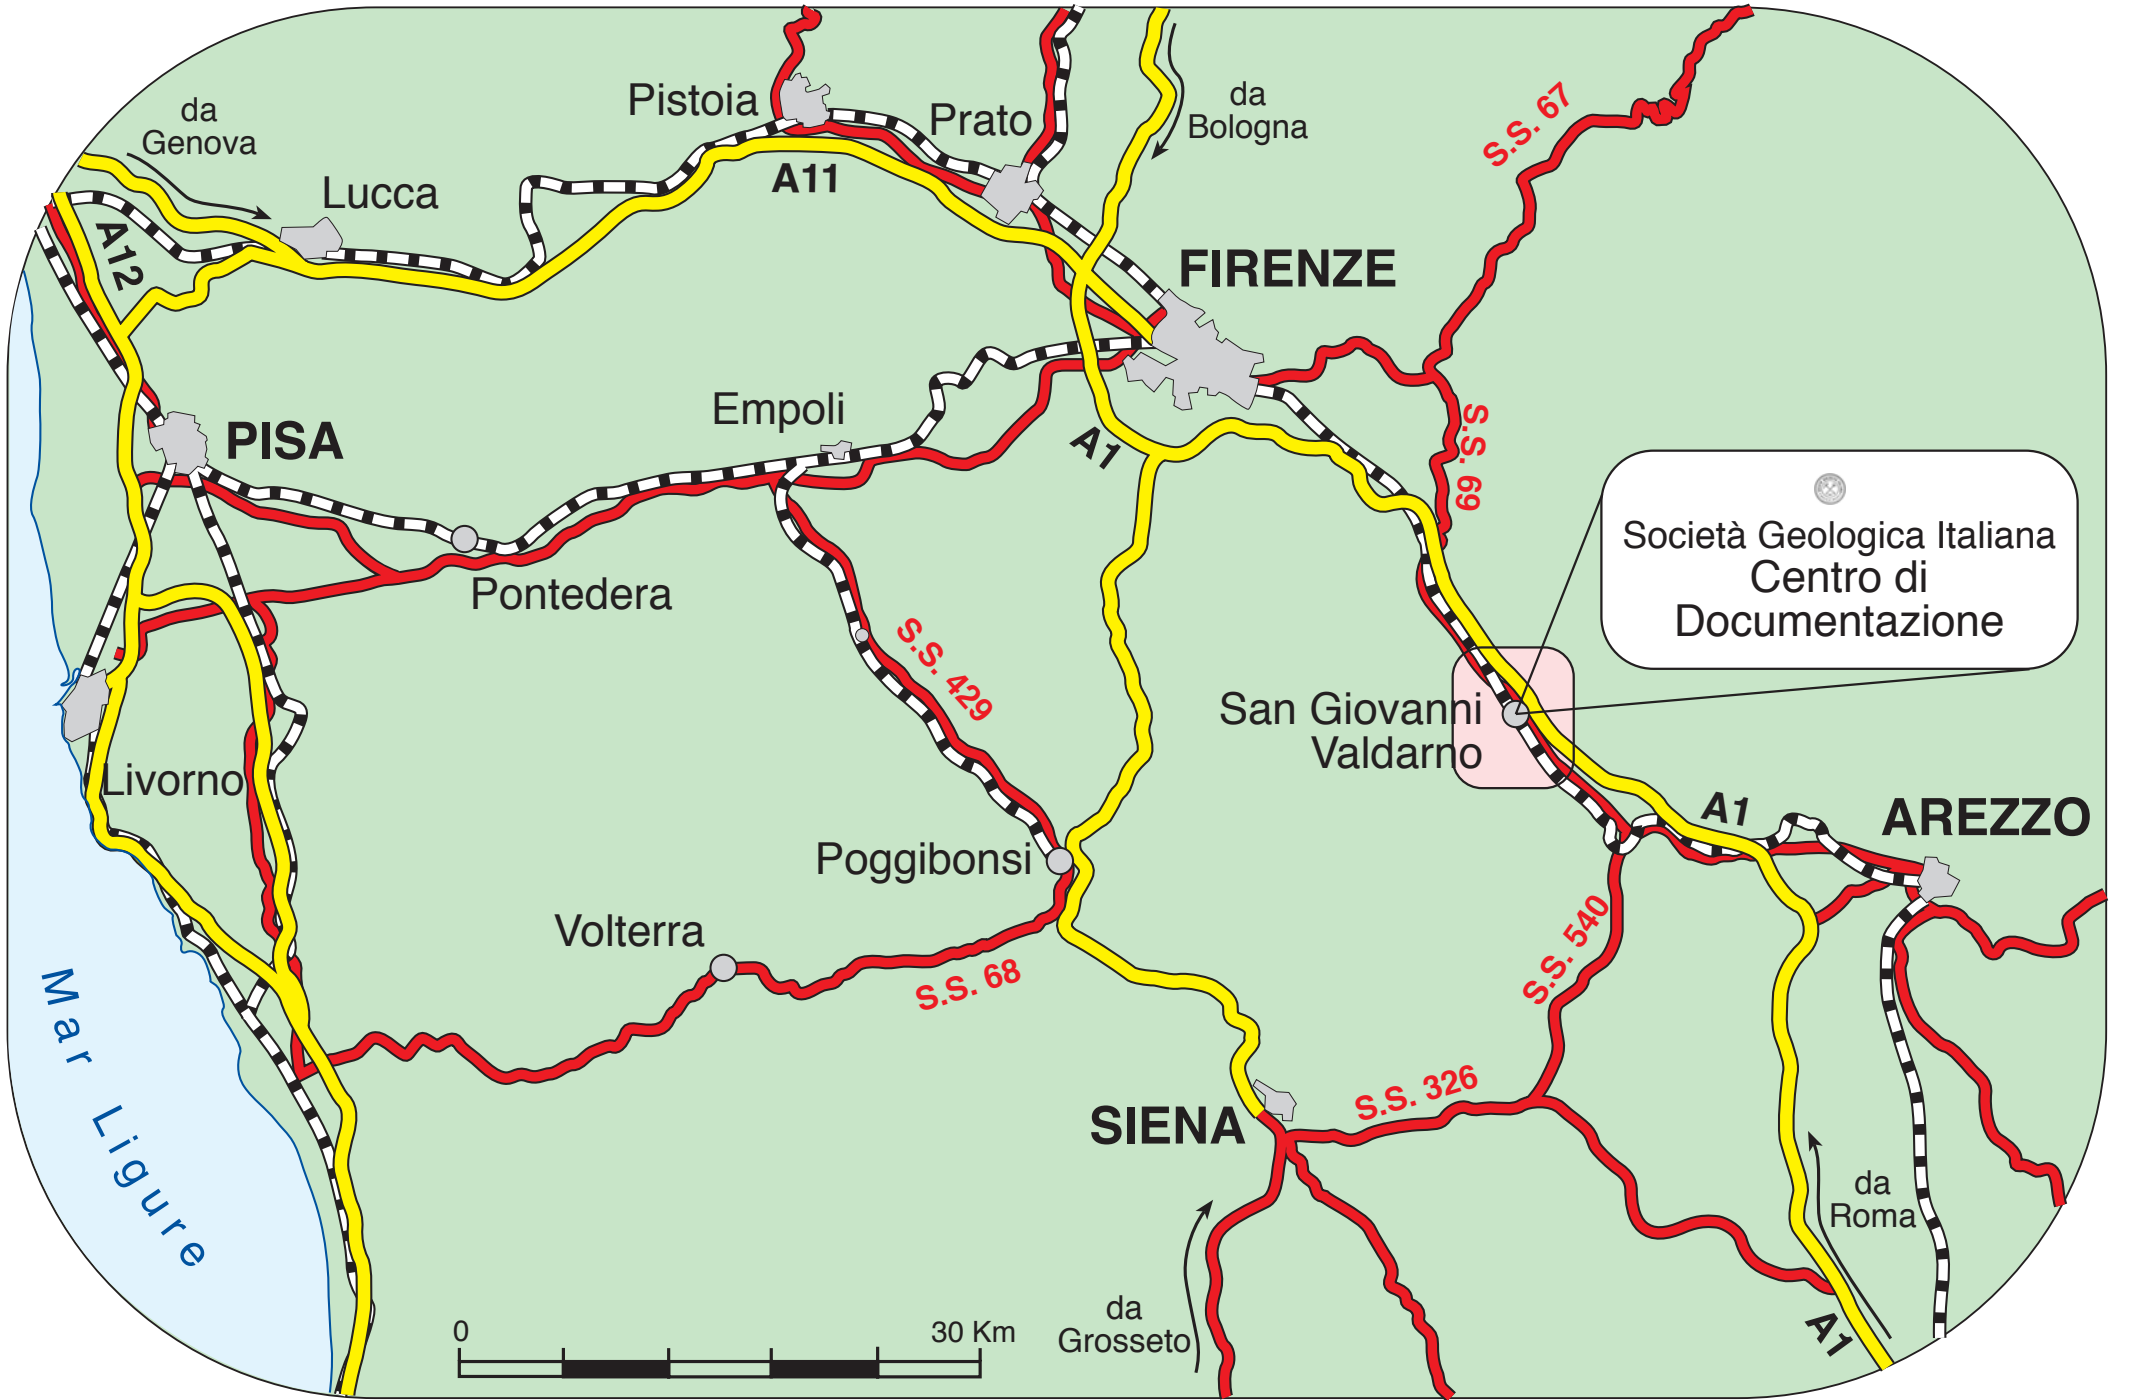 da
Genova
Pistoia
Prato
da
Bologna
S.S. 67
Lucca
A11
A12
FIRENZE
Empoli
PISA
A1
S.S. 69
Società Geologica Italiana
Centro di
Documentazione
Pontedera
S.S. 429
San Giovanni
Valdarno
Livorno
A1
AREZZO
Poggibonsi
Volterra
S.S. 68
S.S. 540
Mar Ligure
S.S. 326
SIENA
da
Roma
da
Grosseto
0
30 Km
A1